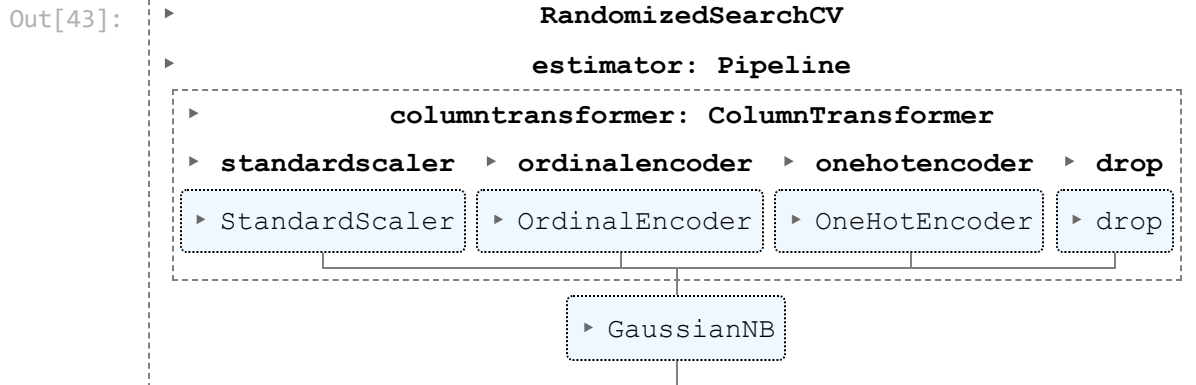 Out[43]: RandomizedSearchCV
estimator: Pipeline
columntransformer: ColumnTransformer
standardscaler ordinalencoder onehotencoder drop
StandardScaler OrdinalEncoder OneHotEncoder drop
GaussianNB